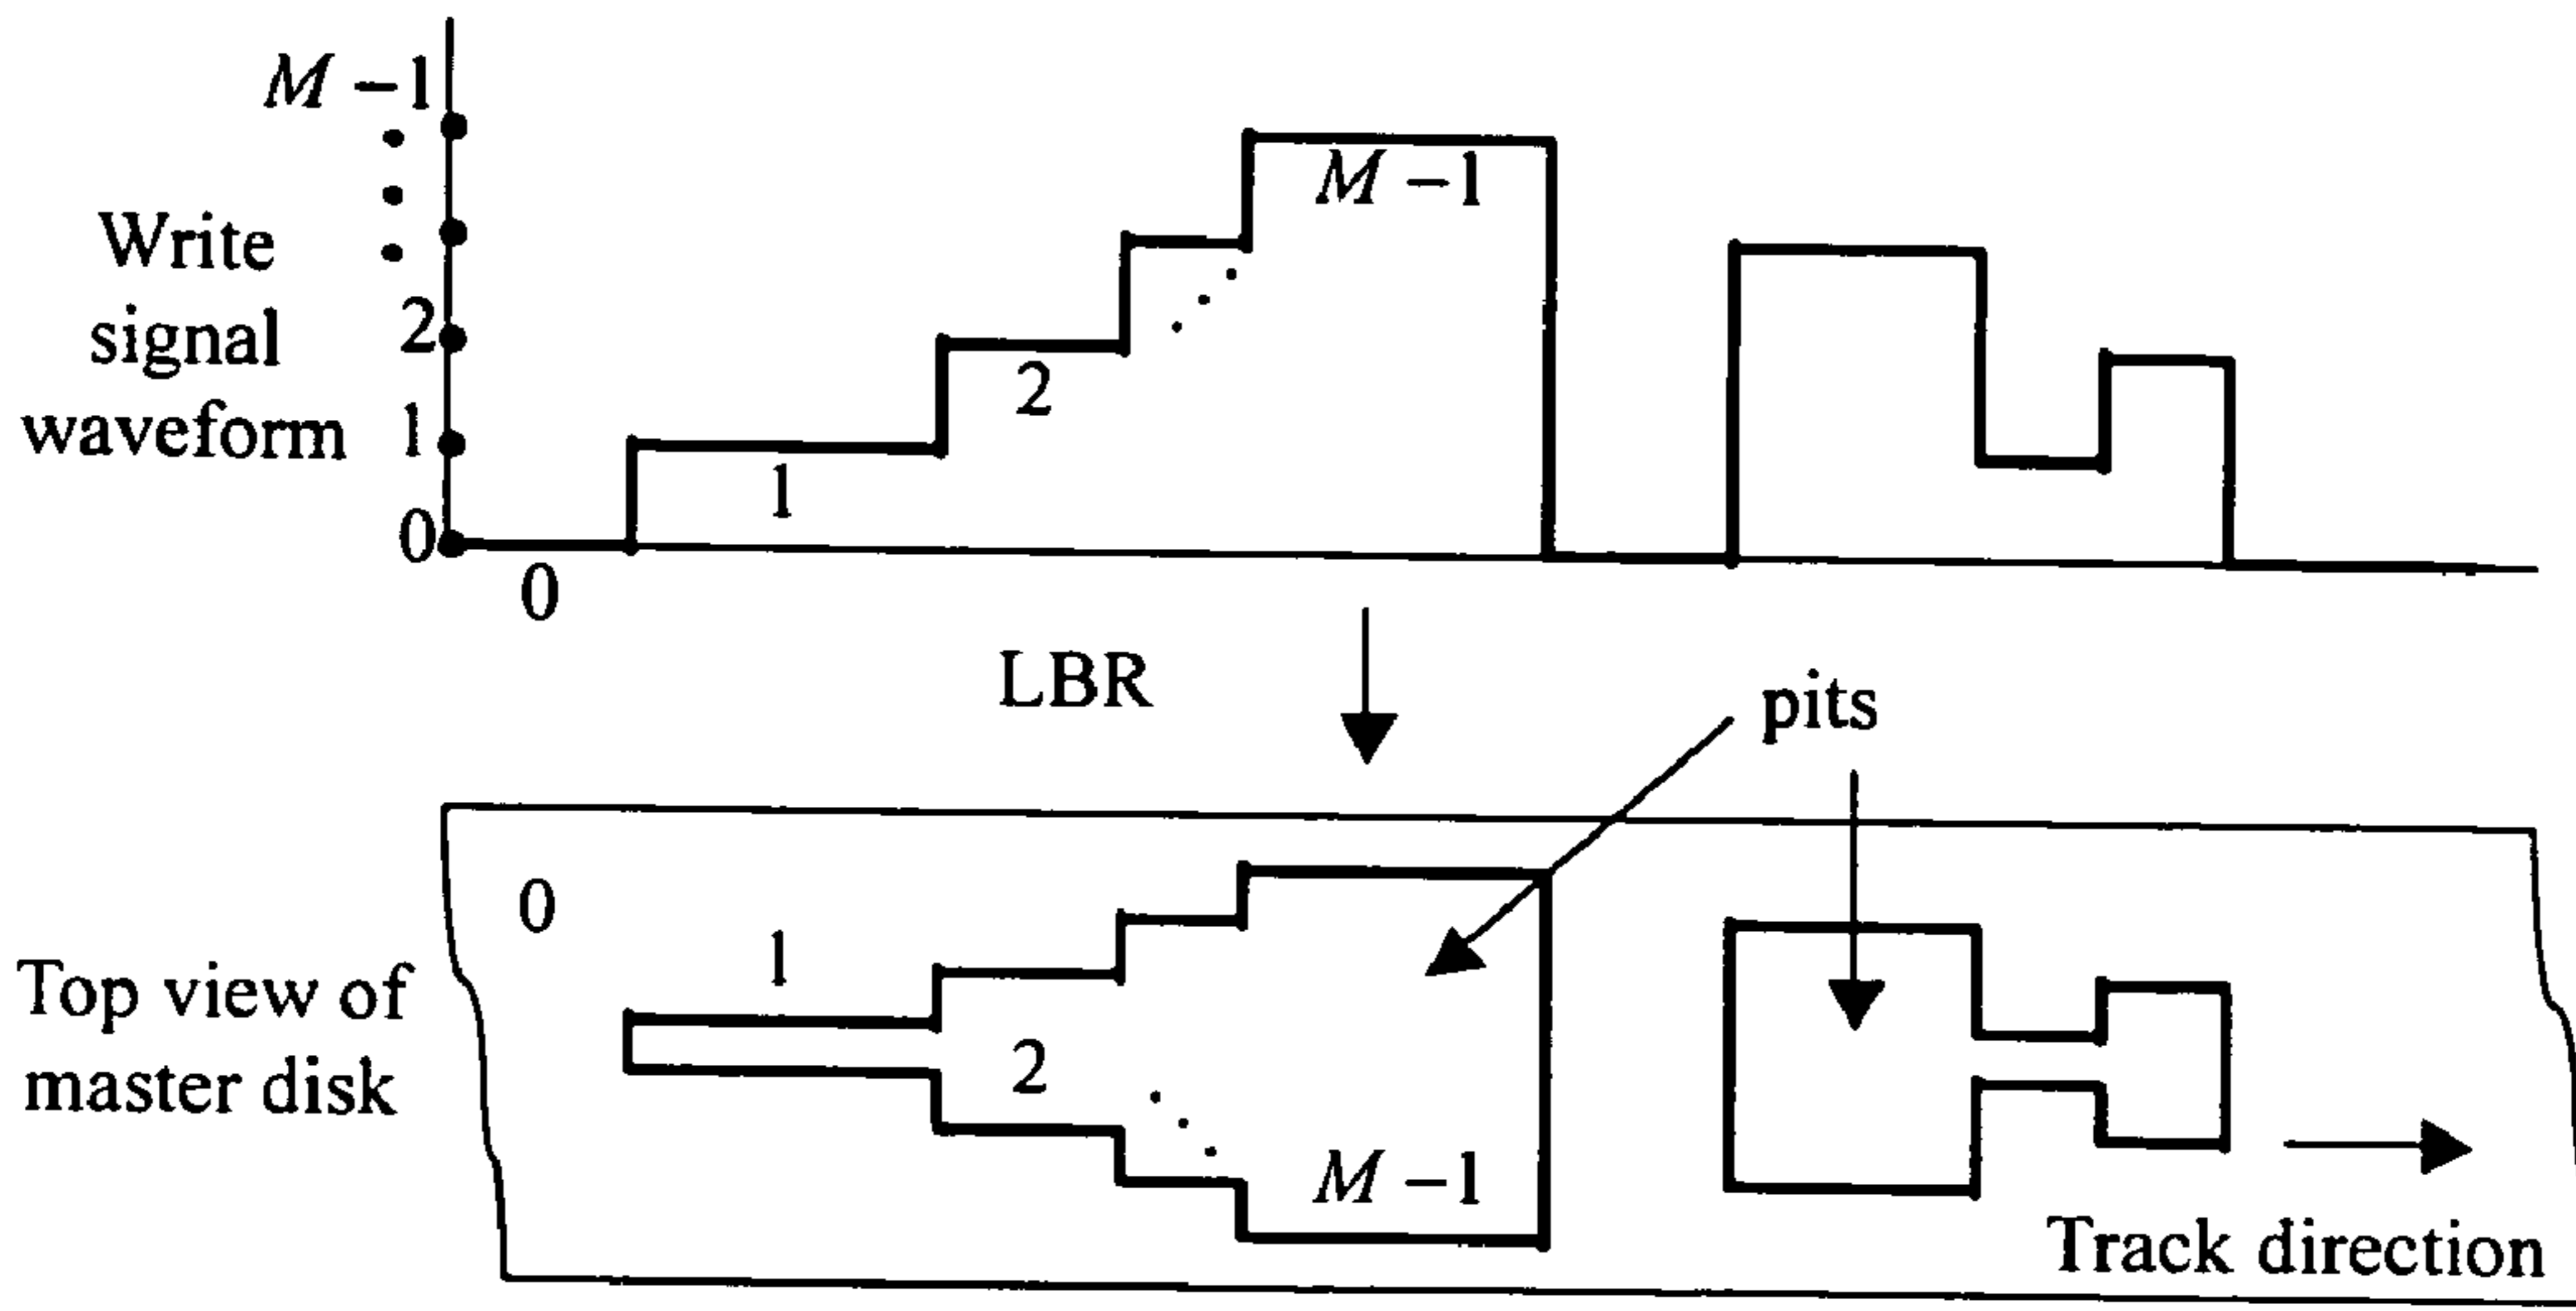 M −1
Write
signal
waveform
2
1
0
0
1
2
M −1
LBR
pits
Top view of
master disk
0
1
2
M −1
Track direction